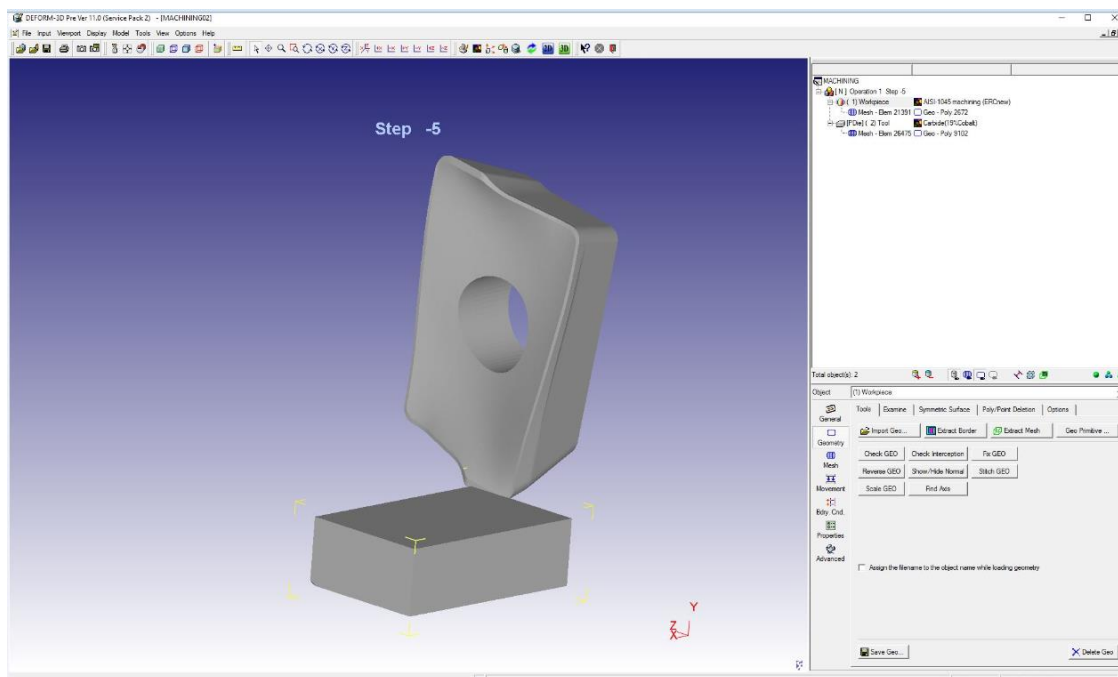 DEFORM-3D Pre Ver 11.0 (Service Pack 2) - [MACHINING02]
File Input Viewport Display Model Tools View Options Help
Step -5
MACHINING
[ N ] Operation 1 Step -5
( 1) Workpiece AISI-1045 machining (ERCnew)
Mesh - Elem 21391 Geo - Poly 2672
[PDie] ( 2) Tool Carbide(19%Cobalt)
Mesh - Elem 26475 Geo - Poly 9102
Total object(s): 2
Object (1) Workpiece
General
Geometry
Mesh
Movement
Bdry. Cnd.
Properties
Advanced
Tools Examine Symmetric Surface Poly/Point Deletion Options
Import Geo... Extract Border Extract Mesh Geo Primitive ...
Check GEO Check Interception Fix GEO
Reverse GEO Show/Hide Normal Stitch GEO
Scale GEO Find Axis
Assign the filename to the object name while loading geometry
Save Geo... Delete Geo
Y
Z
X